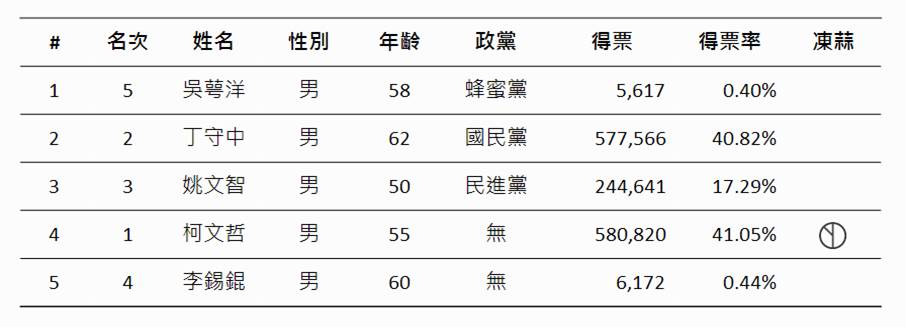 # 名次 姓名 性別 年齡 政黨 得票 得票率 凍蒜
1 5 吳萼洋 男 58 蜂蜜黨 5,617 0.40%
2 2 丁守中 男 62 國民黨 577,566 40.82%
3 3 姚文智 男 50 民進黨 244,641 17.29%
4 1 柯文哲 男 55 無 580,820 41.05%
5 4 李錫錕 男 60 無 6,172 0.44%